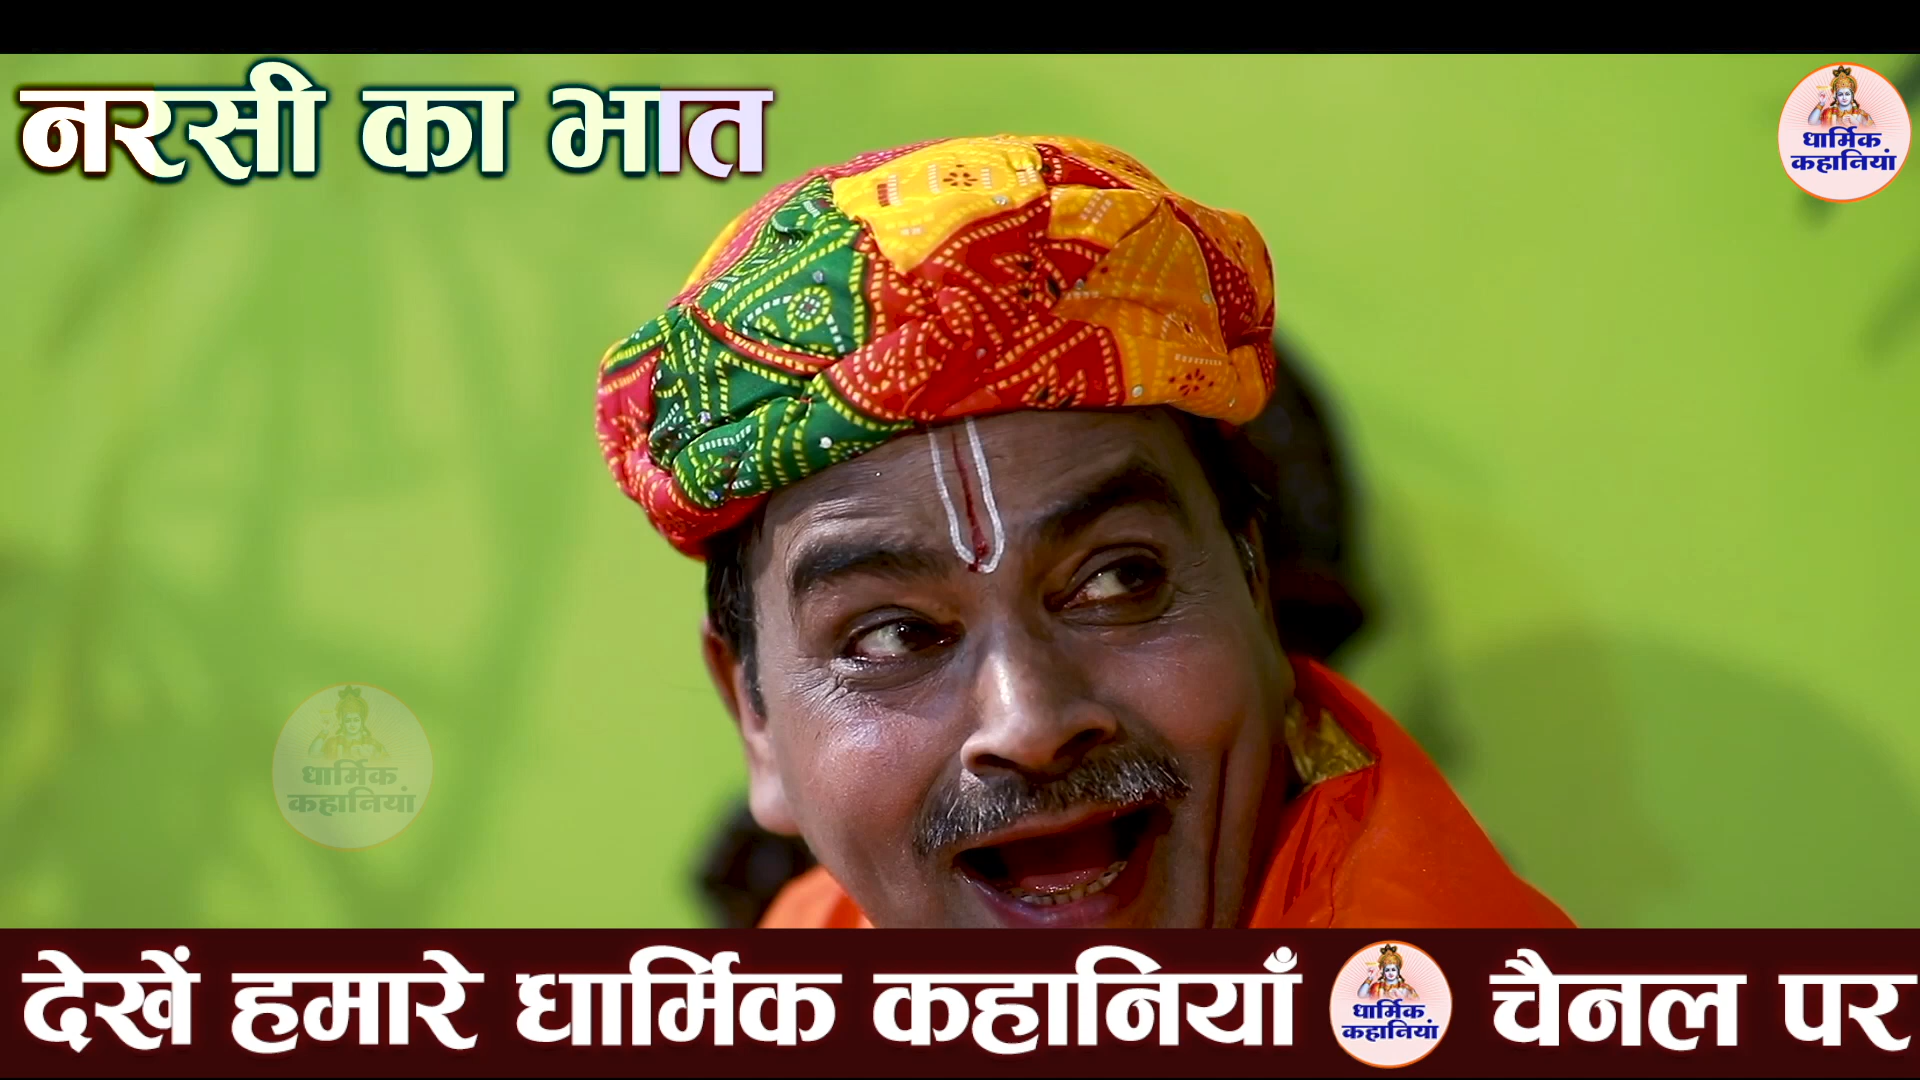 नरसी का भात
धार्मिक
कहानियां
धार्मिक
कहानियां
देखें हमारे धार्मिक कहानियाँ
धार्मिक
कहानियां
चैनल पर